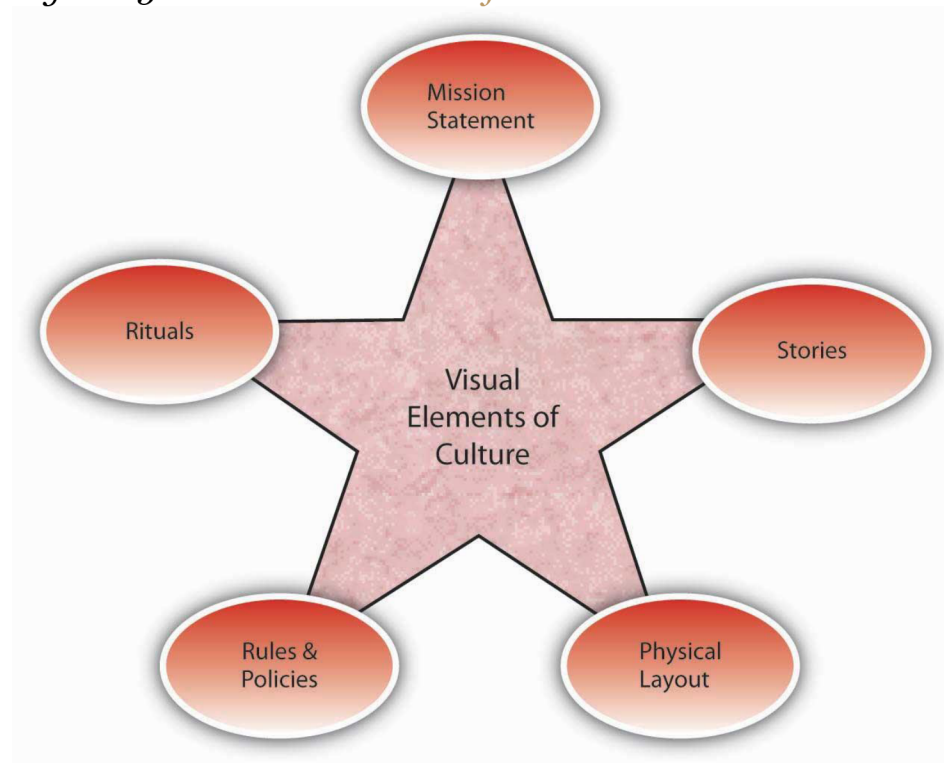 Mission
Statement
Rituals
Stories
Visual
Elements of
Culture
Rules &
Policies
Physical
Layout